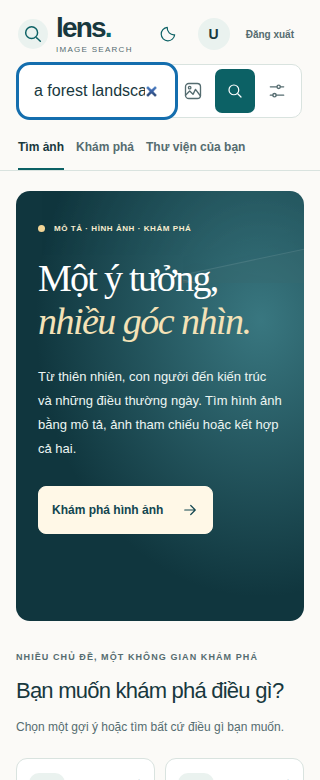 lens.
IMAGE SEARCH
U
Đăng xuất
a forest landsca
Tìm ảnh
Khám phá
Thư viện của bạn
MÔ TẢ · HÌNH ẢNH · KHÁM PHÁ
Một ý tưởng,
nhiều góc nhìn.
Từ thiên nhiên, con người đến kiến trúc
và những điều thường ngày. Tìm hình ảnh
bằng mô tả, ảnh tham chiếu hoặc kết hợp
cả hai.
Khám phá hình ảnh
NHIỀU CHỦ ĐỀ, MỘT KHÔNG GIAN KHÁM PHÁ
Bạn muốn khám phá điều gì?
Chọn một gợi ý hoặc tìm bất cứ điều gì bạn muốn.